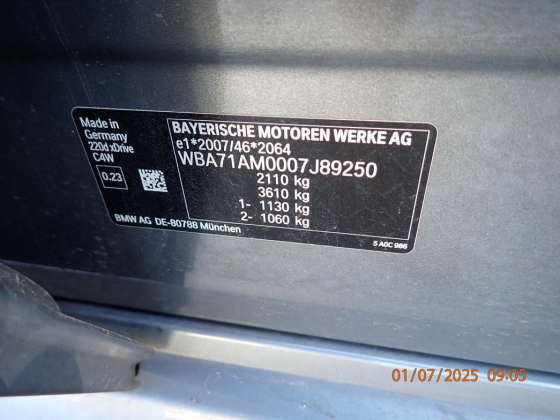 Made in
Germany
220d xDrive
C4W
0.23
BMW AG DE-80788 München
BAYERISCHE MOTOREN WERKE AG
e1*2007/46*2064
WBA71AM0007J89250
2110 kg
3610 kg
1- 1130 kg
2- 1060 kg
5 A0C 986
01/07/2025 09:05